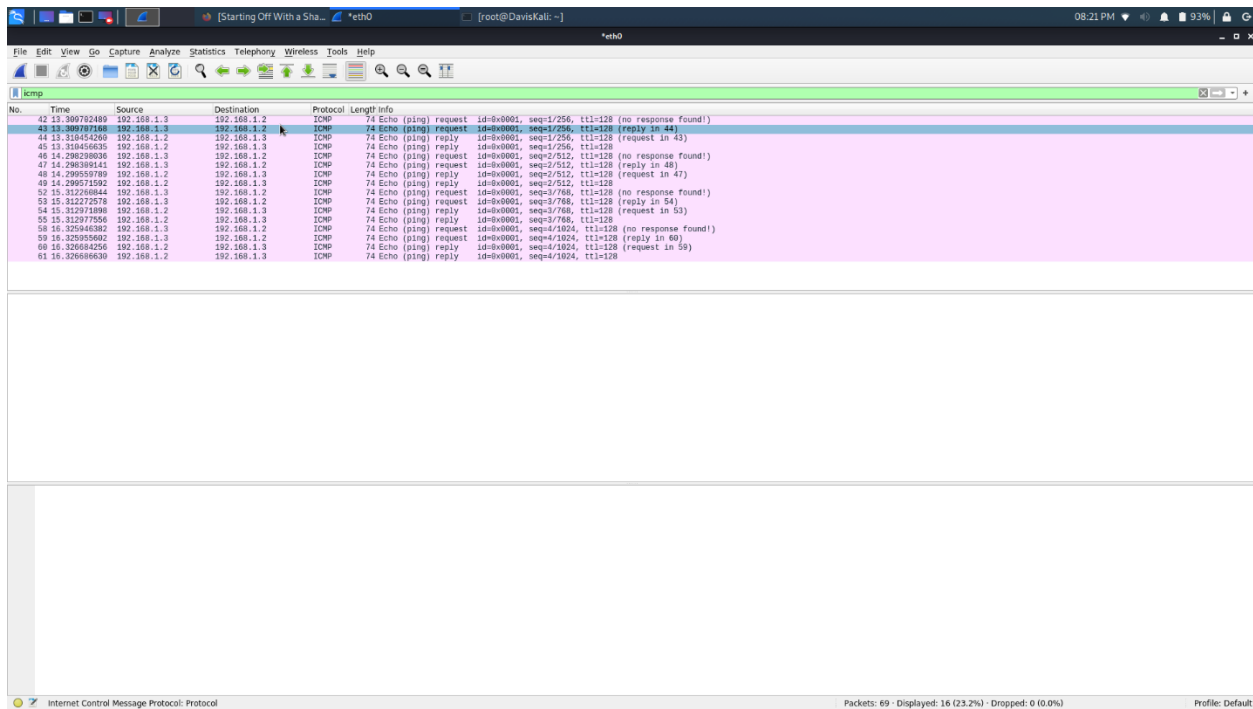 [Starting Off With a Sha... *eth0 [root@DavisKali: ~] 08:21 PM 93% G
*eth0
File Edit View Go Capture Analyze Statistics Telephony Wireless Tools Help
icmp
No. Time Source Destination Protocol Length Info
42 13.309702489 192.168.1.3 192.168.1.2 ICMP 74 Echo (ping) request id=0x0001, seq=1/256, ttl=128 (no response found!)
43 13.309707168 192.168.1.3 192.168.1.2 ICMP 74 Echo (ping) request id=0x0001, seq=1/256, ttl=128 (reply in 44)
44 13.310454260 192.168.1.2 192.168.1.3 ICMP 74 Echo (ping) reply id=0x0001, seq=1/256, ttl=128 (request in 43)
45 13.310456635 192.168.1.2 192.168.1.3 ICMP 74 Echo (ping) reply id=0x0001, seq=1/256, ttl=128
46 14.298298036 192.168.1.3 192.168.1.2 ICMP 74 Echo (ping) request id=0x0001, seq=2/512, ttl=128 (no response found!)
47 14.298309141 192.168.1.3 192.168.1.2 ICMP 74 Echo (ping) request id=0x0001, seq=2/512, ttl=128 (reply in 48)
48 14.299559789 192.168.1.2 192.168.1.3 ICMP 74 Echo (ping) reply id=0x0001, seq=2/512, ttl=128 (request in 47)
49 14.299571592 192.168.1.2 192.168.1.3 ICMP 74 Echo (ping) reply id=0x0001, seq=2/512, ttl=128
52 15.312260844 192.168.1.3 192.168.1.2 ICMP 74 Echo (ping) request id=0x0001, seq=3/768, ttl=128 (no response found!)
53 15.312272578 192.168.1.3 192.168.1.2 ICMP 74 Echo (ping) request id=0x0001, seq=3/768, ttl=128 (reply in 54)
54 15.312971898 192.168.1.2 192.168.1.3 ICMP 74 Echo (ping) reply id=0x0001, seq=3/768, ttl=128 (request in 53)
55 15.312977556 192.168.1.2 192.168.1.3 ICMP 74 Echo (ping) reply id=0x0001, seq=3/768, ttl=128
58 16.325946382 192.168.1.3 192.168.1.2 ICMP 74 Echo (ping) request id=0x0001, seq=4/1024, ttl=128 (no response found!)
59 16.325955602 192.168.1.3 192.168.1.2 ICMP 74 Echo (ping) request id=0x0001, seq=4/1024, ttl=128 (reply in 60)
60 16.326684256 192.168.1.2 192.168.1.3 ICMP 74 Echo (ping) reply id=0x0001, seq=4/1024, ttl=128 (request in 59)
61 16.326686630 192.168.1.2 192.168.1.3 ICMP 74 Echo (ping) reply id=0x0001, seq=4/1024, ttl=128
Internet Control Message Protocol: Protocol Packets: 69 · Displayed: 16 (23.2%) · Dropped: 0 (0.0%) Profile: Default